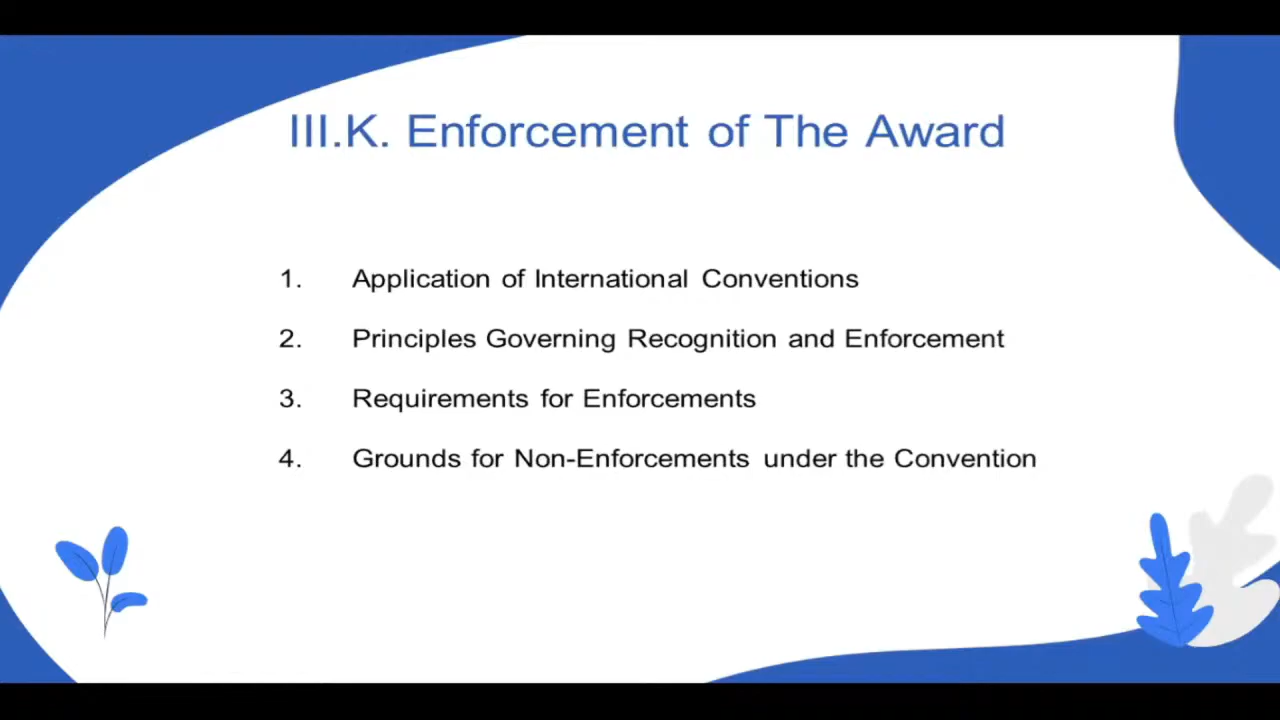 III.K. Enforcement of The Award
1. Application of International Conventions
2. Principles Governing Recognition and Enforcement
3. Requirements for Enforcements
4. Grounds for Non-Enforcements under the Convention